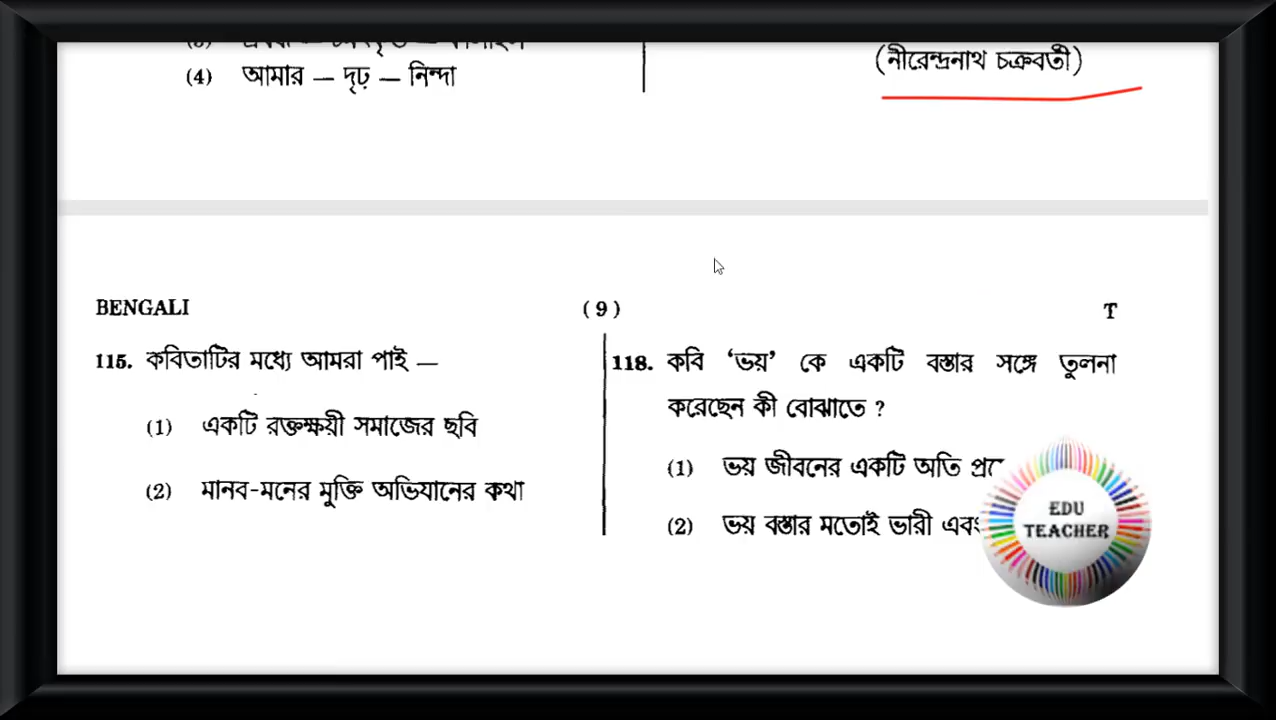 (4) আমার — দৃঢ় — নিন্দা
(নীরেন্দ্রনাথ চক্রবর্তী)
BENGALI
( 9 )
T
115. কবিতাটির মধ্যে আমরা পাই —
(1) একটি রক্তক্ষয়ী সমাজের ছবি
(2) মানব-মনের মুক্তি অভিযানের কথা
118. কবি ‘ভয়’ কে একটি বস্তার সঙ্গে তুলনা
করেছেন কী বোঝাতে ?
(1) ভয় জীবনের একটি অতি
(2) ভয় বস্তার মতোই ভারী এবং
EDU
TEACHER